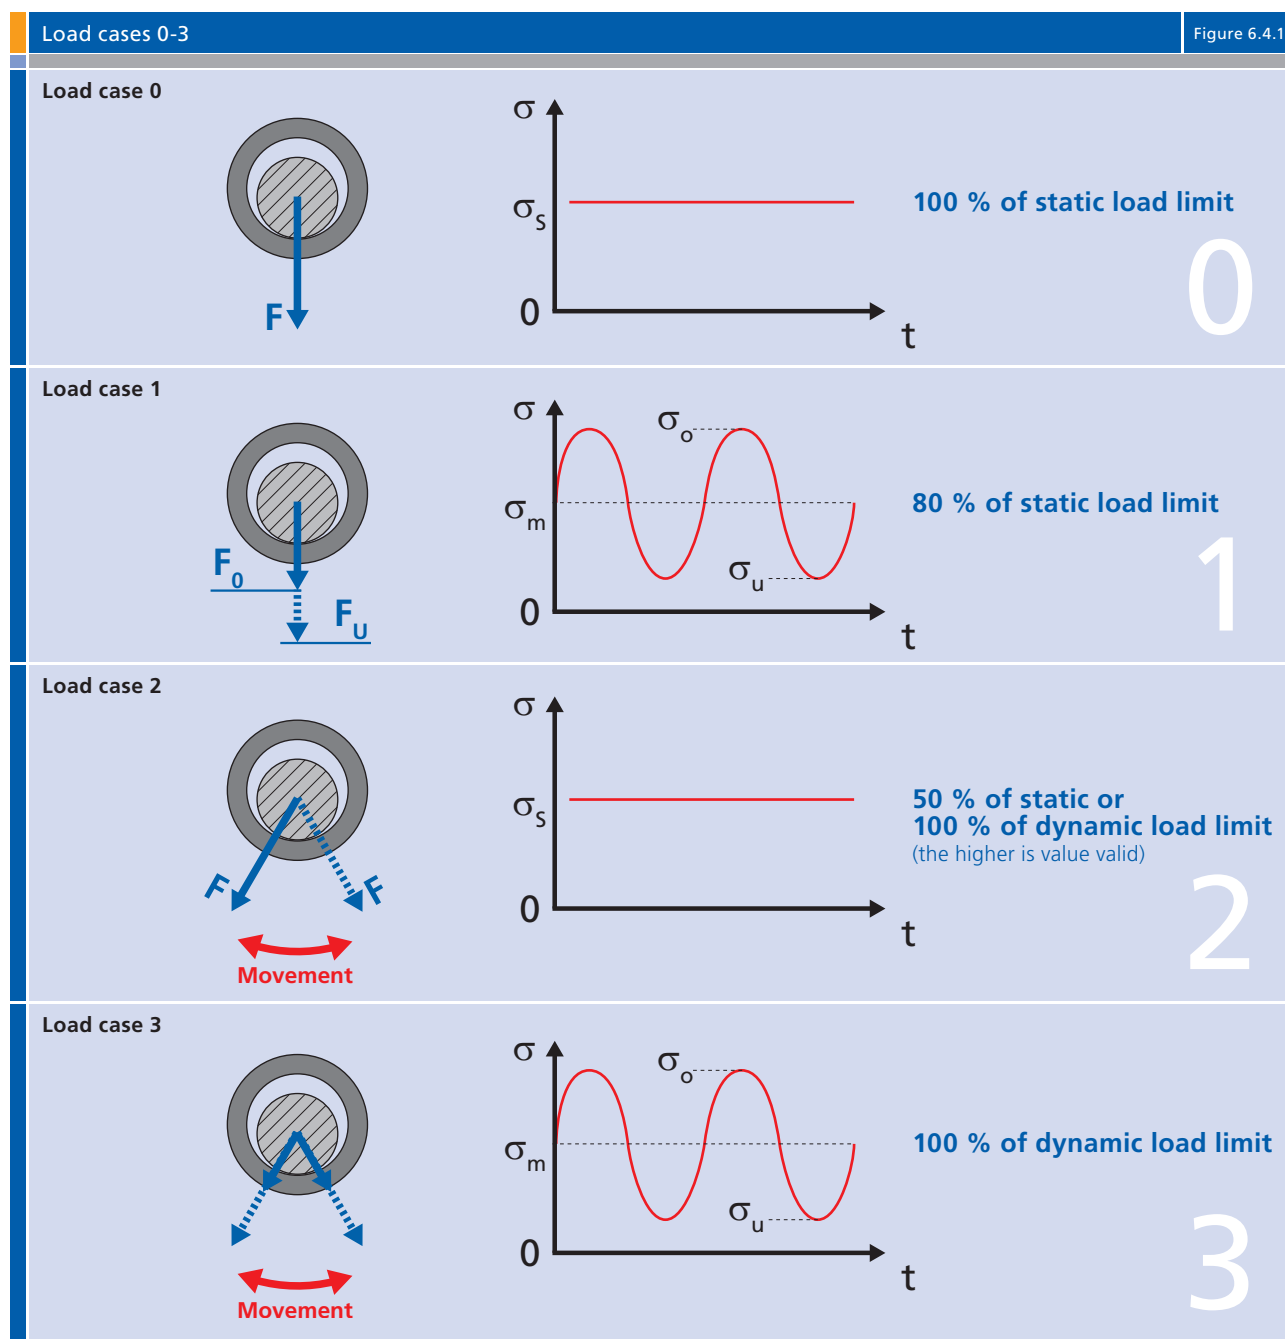 Load cases 0-3
Figure 6.4.1
Load case 0
F
σ
σS
0
t
100 % of static load limit
0
Load case 1
F0
FU
σ
σm
0
σo
σu
t
80 % of static load limit
1
Load case 2
F
F
Movement
σ
σS
0
t
50 % of static or
100 % of dynamic load limit
(the higher is value valid)
2
Load case 3
Movement
σ
σm
0
σo
σu
t
100 % of dynamic load limit
3